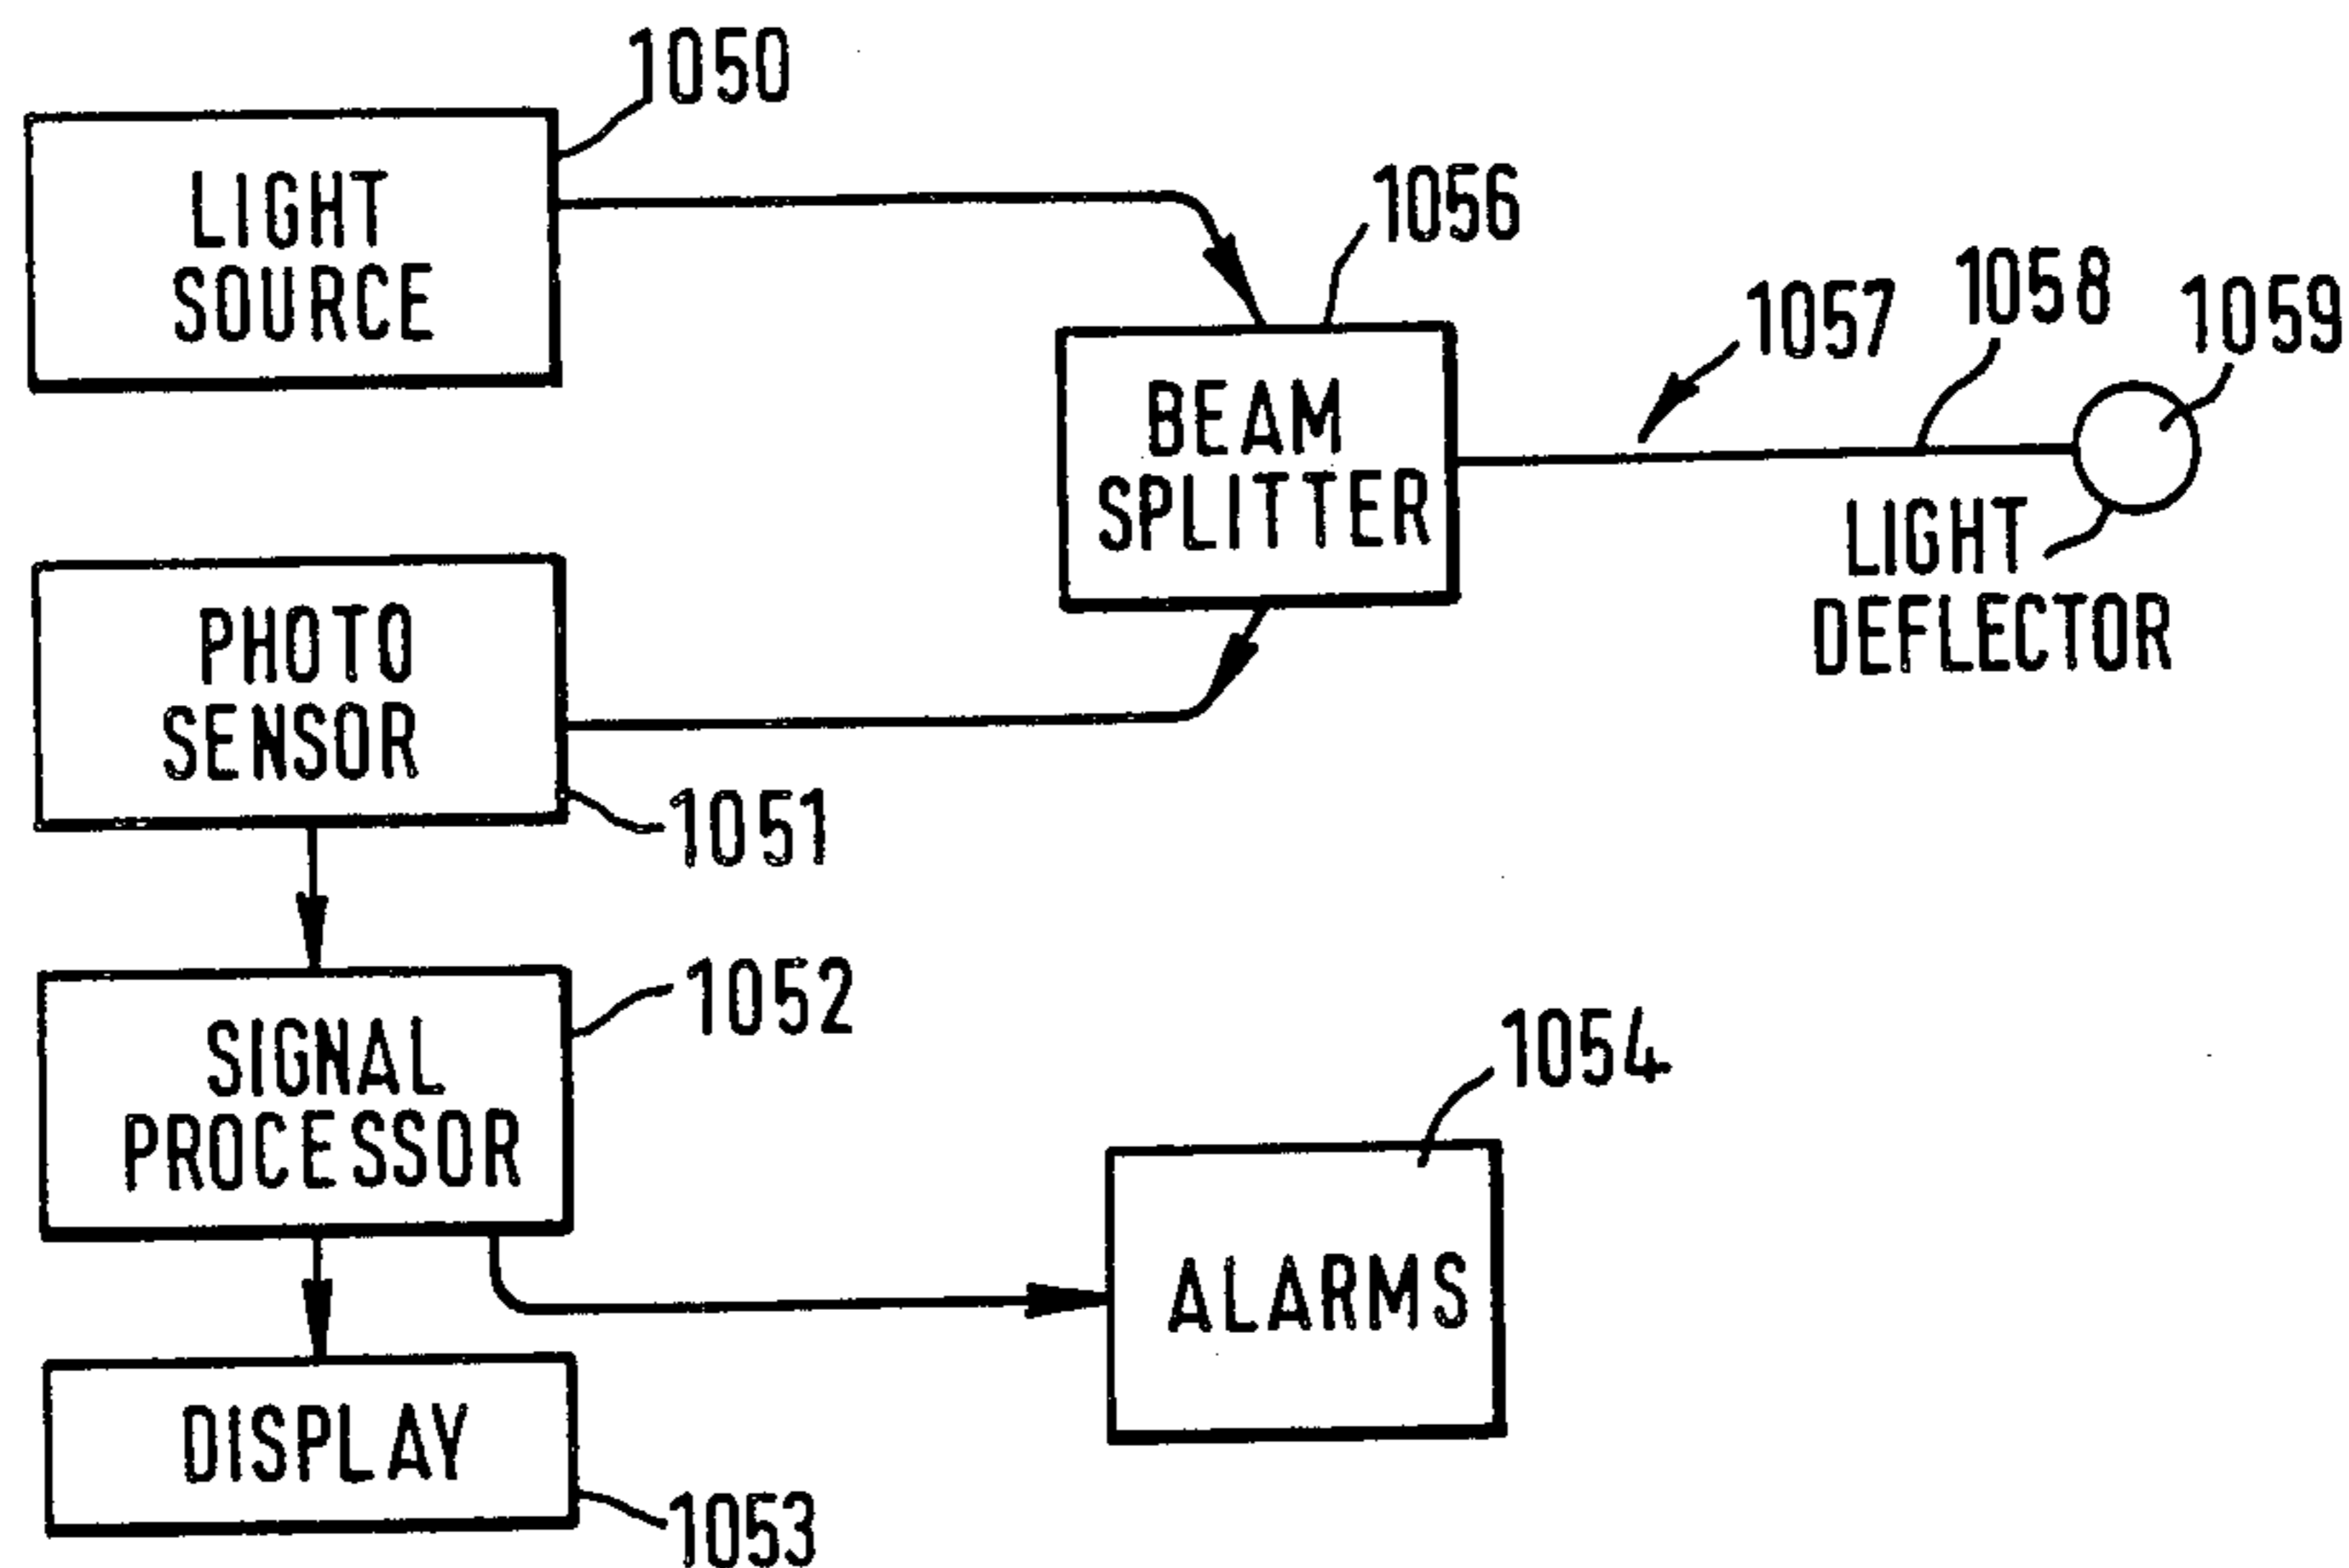 1050
LIGHT
SOURCE
1056
1057
1058
1059
BEAM
SPLITTER
LIGHT
DEFLECTOR
PHOTO
SENSOR
1051
1052
SIGNAL
PROCESSOR
1054
ALARMS
DISPLAY
1053